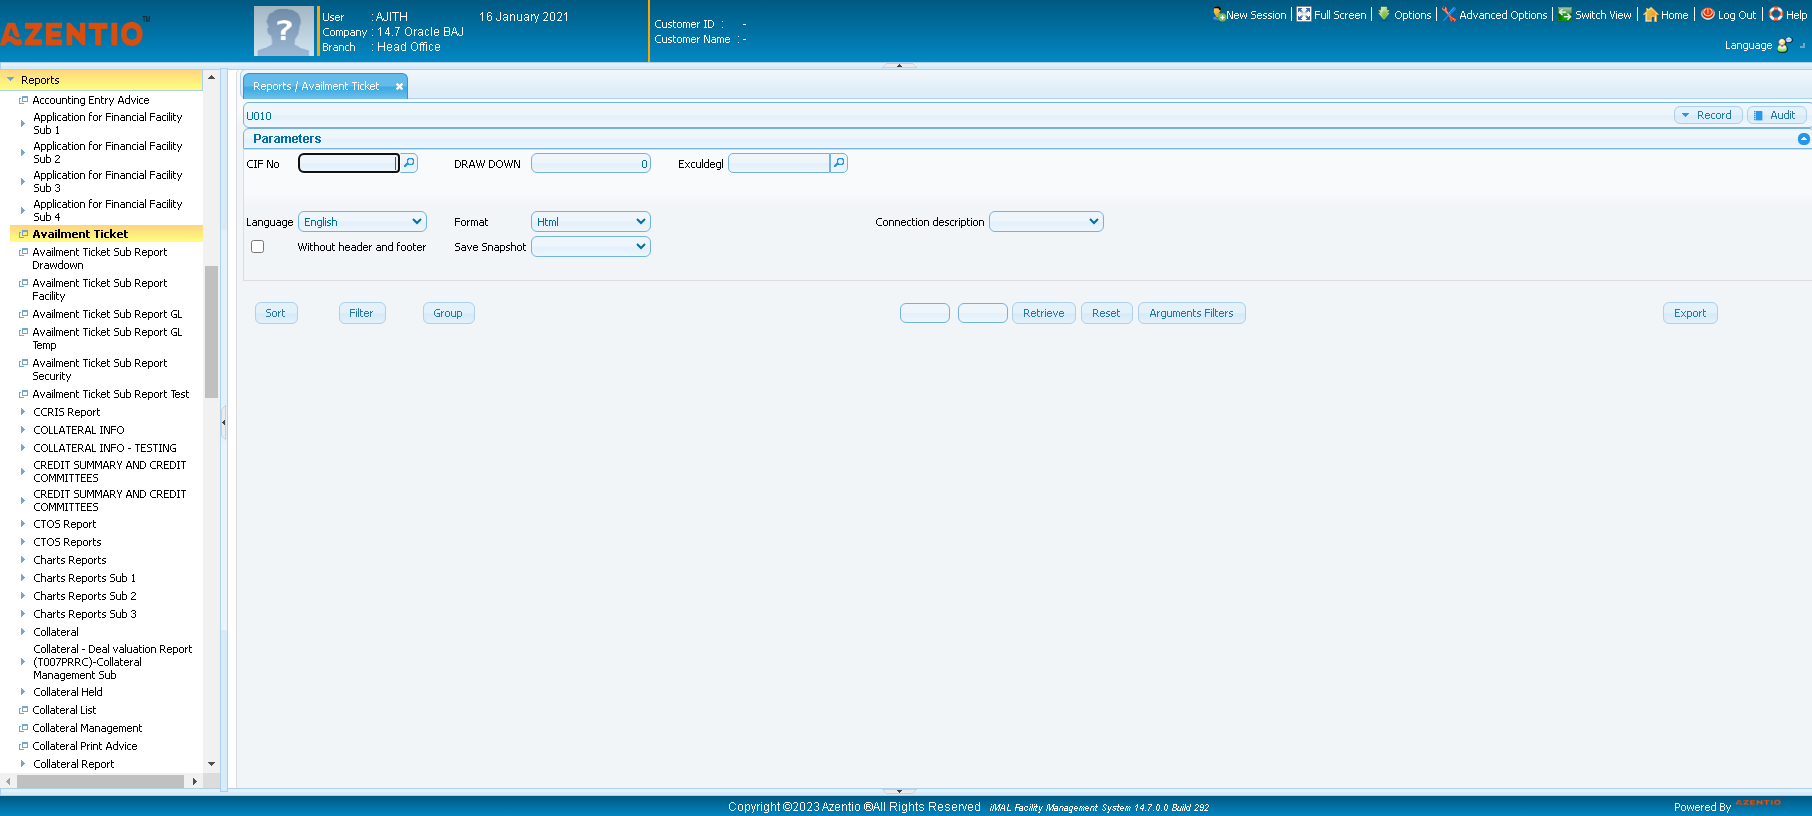 AZENTIO™
User : AJITH 16 January 2021
Company : 14.7 Oracle BAJ
Branch : Head Office
Customer ID : -
Customer Name : -
New Session Full Screen Options Advanced Options Switch View Home Log Out Help
Language
Reports
Accounting Entry Advice
Application for Financial Facility
Sub 1
Application for Financial Facility
Sub 2
Application for Financial Facility
Sub 3
Application for Financial Facility
Sub 4
Availment Ticket
Availment Ticket Sub Report
Drawdown
Availment Ticket Sub Report
Facility
Availment Ticket Sub Report GL
Availment Ticket Sub Report GL
Temp
Availment Ticket Sub Report
Security
Availment Ticket Sub Report Test
CCRIS Report
COLLATERAL INFO
COLLATERAL INFO - TESTING
CREDIT SUMMARY AND CREDIT
COMMITTEES
CREDIT SUMMARY AND CREDIT
COMMITTEES
CTOS Report
CTOS Reports
Charts Reports
Charts Reports Sub 1
Charts Reports Sub 2
Charts Reports Sub 3
Collateral
Collateral - Deal valuation Report
(T007PRRC)-Collateral
Management Sub
Collateral Held
Collateral List
Collateral Management
Collateral Print Advice
Collateral Report
Reports / Availment Ticket
U010 Record Audit
Parameters
CIF No DRAW DOWN 0 Exculdegl
Language English Format Html Connection description
Without header and footer Save Snapshot
Sort Filter Group Retrieve Reset Arguments Filters Export
Copyright ©2023 Azentio ®All Rights Reserved iMAL Facility Management System 14.7.0.0 Build 292
Powered By AZENTIO